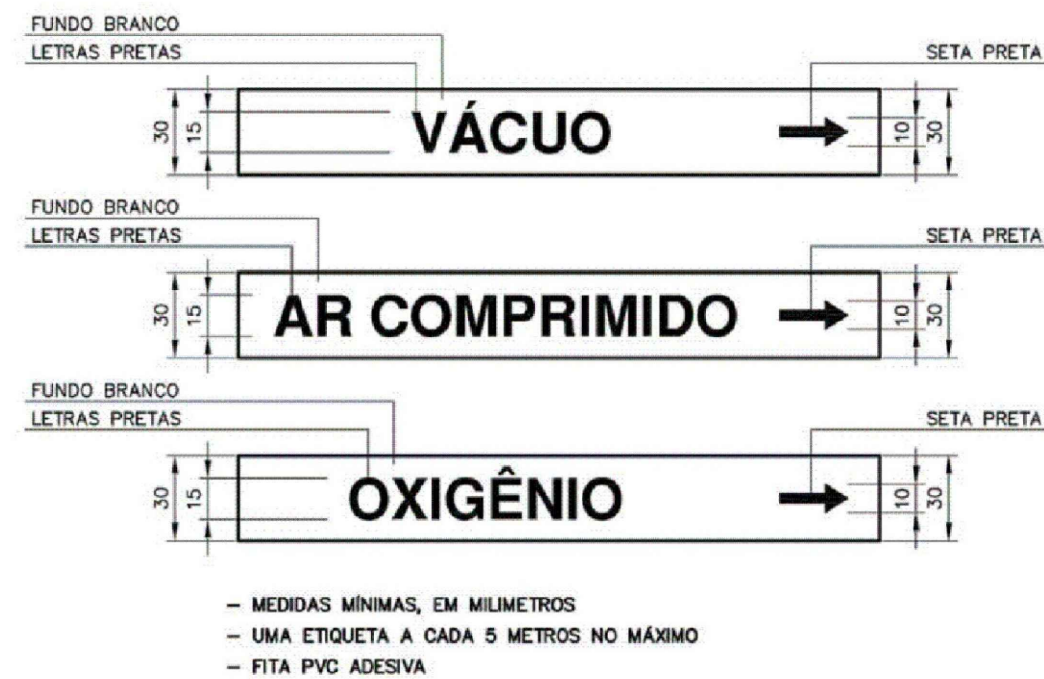 FUNDO BRANCO
LETRAS PRETAS
SETA PRETA
30
15
VÁCUO
10
30
FUNDO BRANCO
LETRAS PRETAS
SETA PRETA
30
15
AR COMPRIMIDO
10
30
FUNDO BRANCO
LETRAS PRETAS
SETA PRETA
30
15
OXIGÊNIO
10
30
– MEDIDAS MÍNIMAS, EM MILIMETROS
– UMA ETIQUETA A CADA 5 METROS NO MÁXIMO
– FITA PVC ADESIVA